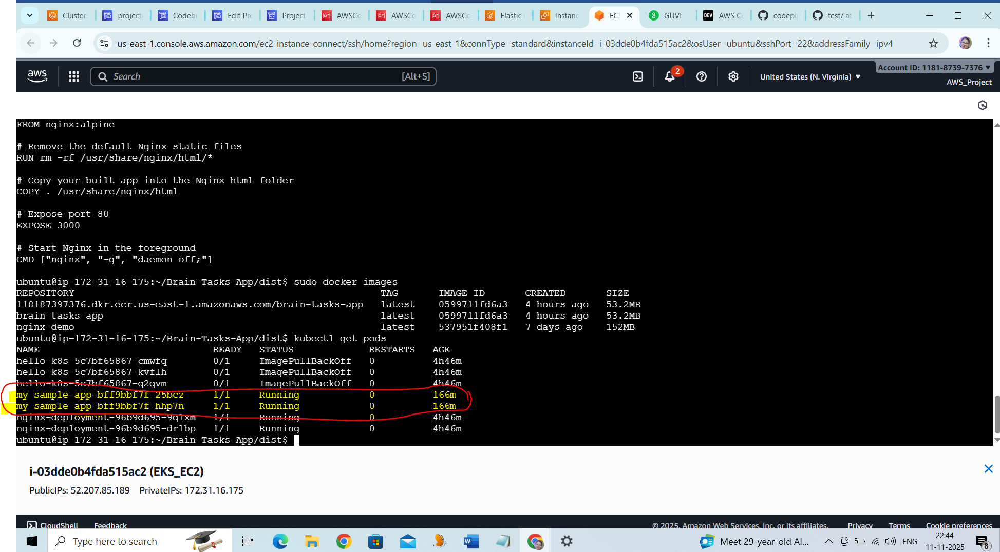 Cluster
project
Codebu
Edit Pro
Project
AWSCo
AWSCo
AWSCo
Elastic
Instanc
EC
GUVI
DEV
AWS Co
codepi
test/ at
us-east-1.console.aws.amazon.com/ec2-instance-connect/ssh/home?region=us-east-1&connType=standard&instanceId=i-03dde0b4fda515ac2&osUser=ubuntu&sshPort=22&addressFamily=ipv4
aws
Search [Alt+S]
2
United States (N. Virginia)
Account ID: 1181-8739-7376
AWS_Project
FROM nginx:alpine
# Remove the default Nginx static files
RUN rm -rf /usr/share/nginx/html/*
# Copy your built app into the Nginx html folder
COPY . /usr/share/nginx/html
# Expose port 80
EXPOSE 3000
# Start Nginx in the foreground
CMD ["nginx", "-g", "daemon off;"]
ubuntu@ip-172-31-16-175:~/Brain-Tasks-App/dist$ sudo docker images
REPOSITORY TAG IMAGE ID CREATED SIZE
118187397376.dkr.ecr.us-east-1.amazonaws.com/brain-tasks-app latest 0599711fd6a3 4 hours ago 53.2MB
brain-tasks-app latest 0599711fd6a3 4 hours ago 53.2MB
nginx-demo latest 537951f408f1 7 days ago 152MB
ubuntu@ip-172-31-16-175:~/Brain-Tasks-App/dist$ kubectl get pods
NAME READY STATUS RESTARTS AGE
hello-k8s-5c7bf65867-cmwfq 0/1 ImagePullBackOff 0 4h46m
hello-k8s-5c7bf65867-kvflh 0/1 ImagePullBackOff 0 4h46m
hello-k8s-5c7bf65867-q2qvm 0/1 ImagePullBackOff 0 4h46m
my-sample-app-bff9bbf7f-25bcz 1/1 Running 0 166m
my-sample-app-bff9bbf7f-hhp7n 1/1 Running 0 166m
nginx-deployment-96b9d695-9qlxm 1/1 Running 0 4h46m
nginx-deployment-96b9d695-drlbp 1/1 Running 0 4h46m
ubuntu@ip-172-31-16-175:~/Brain-Tasks-App/dist$
i-03dde0b4fda515ac2 (EKS_EC2)
PublicIPs: 52.207.85.189 PrivateIPs: 172.31.16.175
CloudShell Feedback © 2025, Amazon Web Services, Inc. or its affiliates. Privacy Terms Cookie preferences
Type here to search
Meet 29-year-old Al...
ENG
22:44
11-11-2025
8